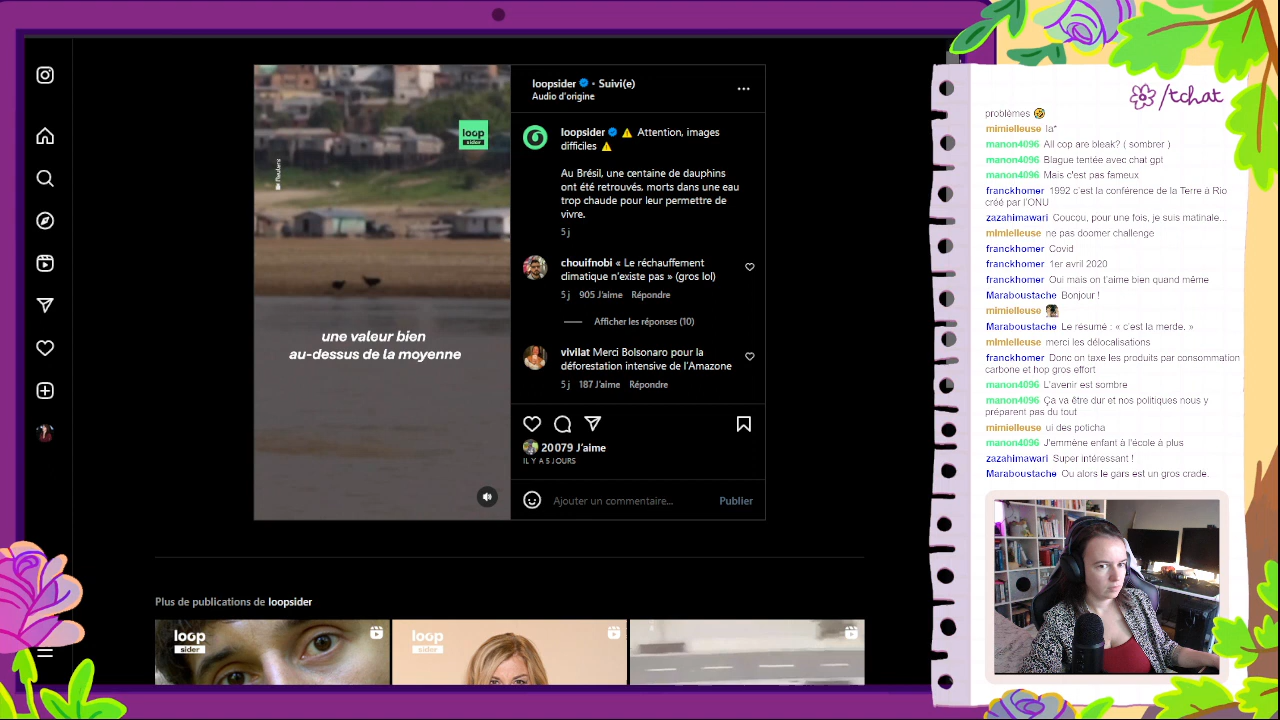 loop
sider
Reuters
une valeur bien
au-dessus de la moyenne
loopsider • Suivi(e)
Audio d'origine
loopsider ⚠️ Attention, images
difficiles ⚠️
Au Brésil, une centaine de dauphins
ont été retrouvés, morts dans une eau
trop chaude pour leur permettre de
vivre.
5 j
chouifnobi « Le réchauffement
climatique n'existe pas » (gros lol)
5 j 905 J'aime Répondre
Afficher les réponses (10)
vivilat Merci Bolsonaro pour la
déforestation intensive de l'Amazone
5 j 187 J'aime Répondre
20 079 J'aime
IL Y A 5 JOURS
Ajouter un commentaire...
Publier
Plus de publications de loopsider
loop
sider
loop
sider
/tchat
problèmes 🤣
mimielleuse la*
manon4096 All cop are bleak? ( sombrer )
manon4096 Blague tentée avec chat gpt
manon4096 Mais c'est pas fameux
franckhomer 1992 c'est la conférence de la Terre à Rio
créé par l'ONU
zazahimawari Coucou, pour une fois, je suis matinale...
mimielleuse ne pas doomer challenge
franckhomer Covid
franckhomer 1er avril 2020
franckhomer Oui mais on t'aime bien quand même
Maraboustache Bonjour !
mimielleuse
Maraboustache Le résumé : « c'est la merde. »
mimielleuse merci les délocalisations
franckhomer Donc on taxe les produits par consommation
carbone et hop gros effort
manon4096 L'avenir est sombre
manon4096 Ça va être dur et nos politiques nous y
préparent pas du tout
mimielleuse ui des poticha
manon4096 J'emmène enfant à l'école à plus
zazahimawari Super intéressant !
Maraboustache Ou alors le gars est un gros crade.